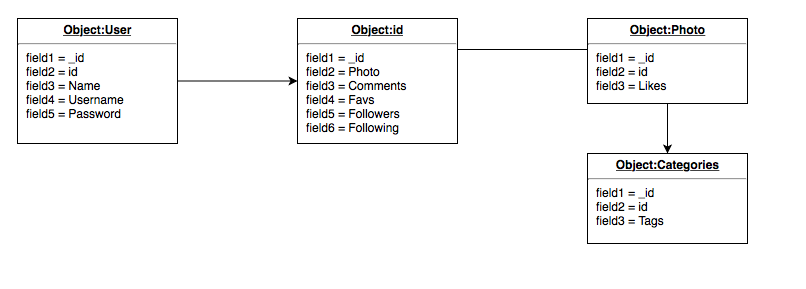 Object:User
field1 = _id
field2 = id
field3 = Name
field4 = Username
field5 = Password
Object:id
field1 = _id
field2 = Photo
field3 = Comments
field4 = Favs
field5 = Followers
field6 = Following
Object:Photo
field1 = _id
field2 = id
field3 = Likes
Object:Categories
field1 = _id
field2 = id
field3 = Tags